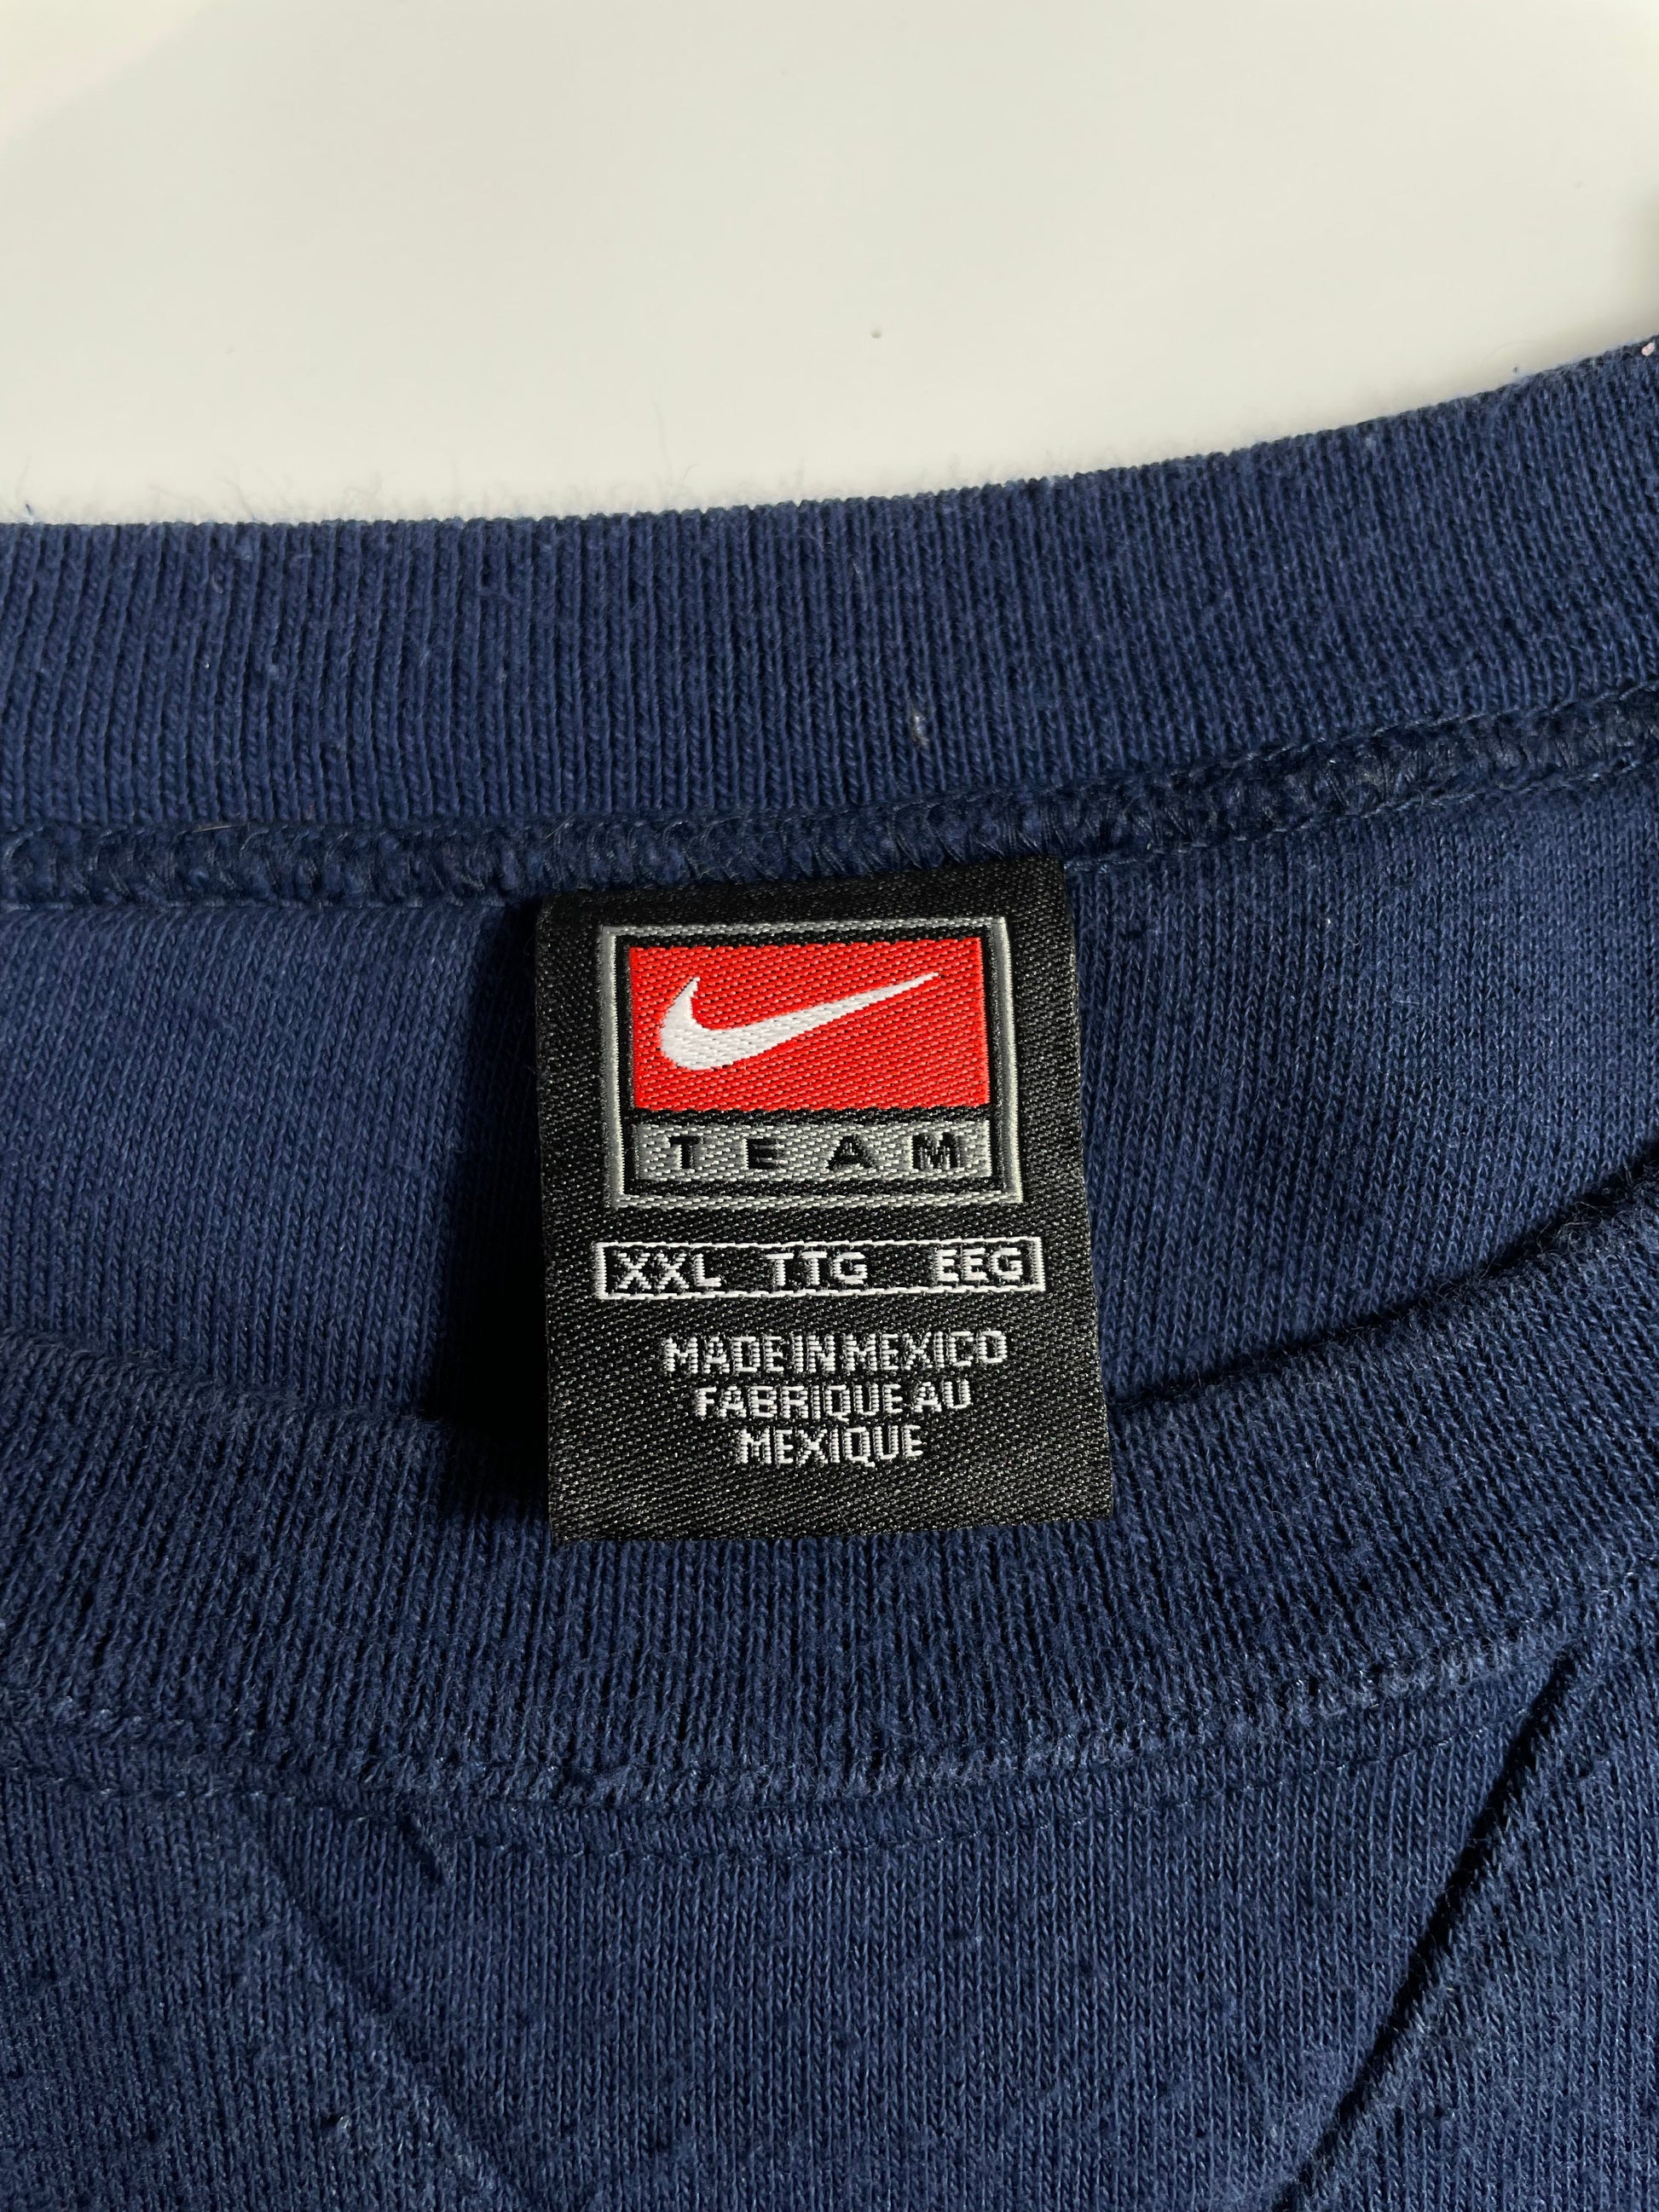 TEAM
XXL TTG EEG
MADE IN MEXICO
FABRIQUE AU
MEXIQUE